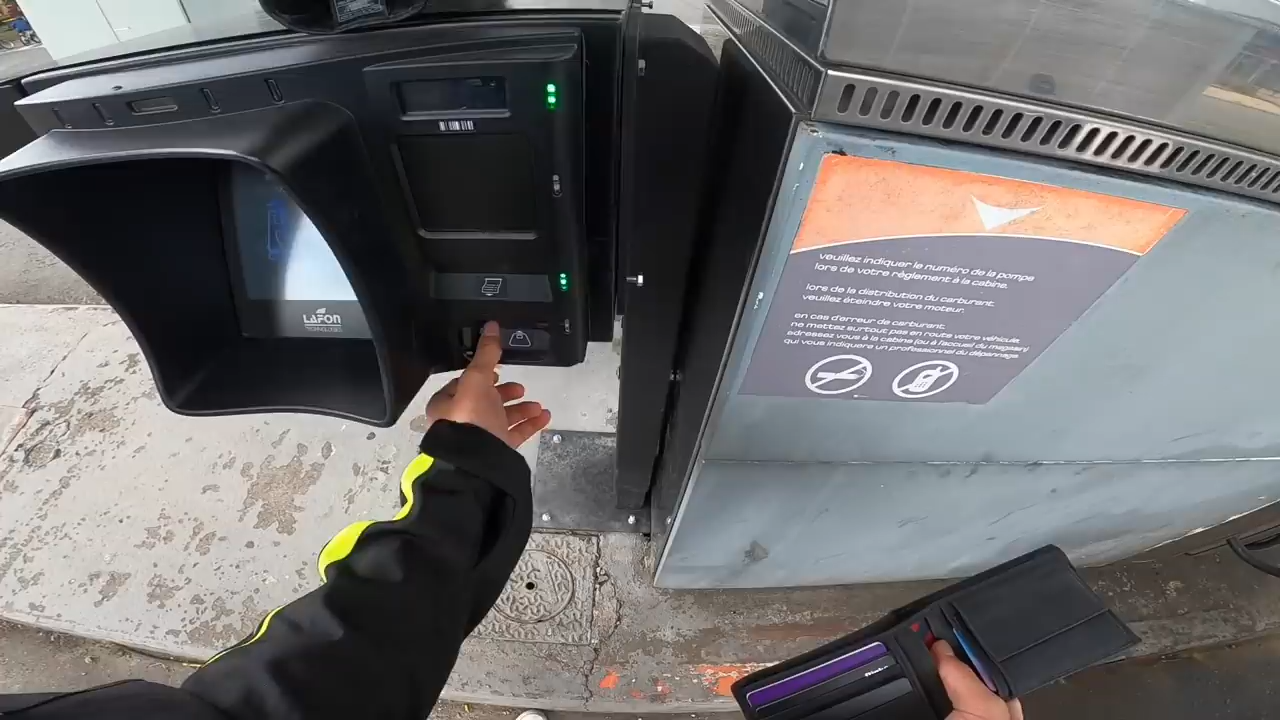 LAFON
TECHNOLOGIES
veuillez indiquer le numéro de la pompe
lors de votre règlement à la cabine.
lors de la distribution du carburant
veuillez éteindre votre moteur.
en cas d'erreur de carburant
ne mettez surtout pas en route votre véhicule
adressez vous à la cabine (ou à l'accueil du magasin)
qui vous indiquera un professionnel du dépannage